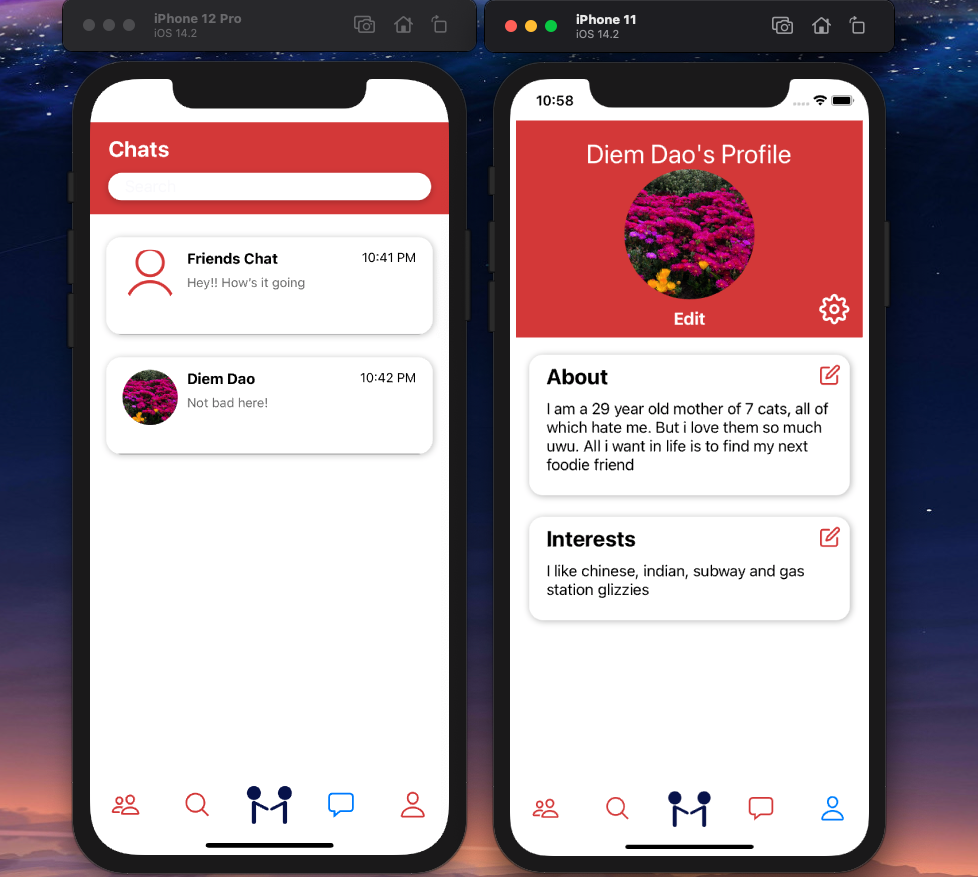 iPhone 12 Pro
iOS 14.2
Chats
Search
Friends Chat
10:41 PM
Hey!! How's it going
Diem Dao
10:42 PM
Not bad here!
iPhone 11
iOS 14.2
10:58
Diem Dao's Profile
Edit
About
I am a 29 year old mother of 7 cats, all of
which hate me. But i love them so much
uwu. All i want in life is to find my next
foodie friend
Interests
I like chinese, indian, subway and gas
station glizzies